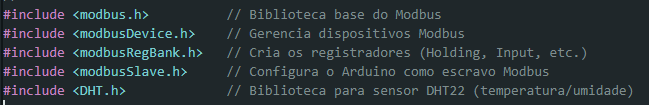 #include <modbus.h>          // Biblioteca base do Modbus
#include <modbusDevice.h>    // Gerencia dispositivos Modbus
#include <modbusRegBank.h>   // Cria os registradores (Holding, Input, etc.)
#include <modbusSlave.h>     // Configura o Arduino como escravo Modbus
#include <DHT.h>             // Biblioteca para sensor DHT22 (temperatura/umidade)